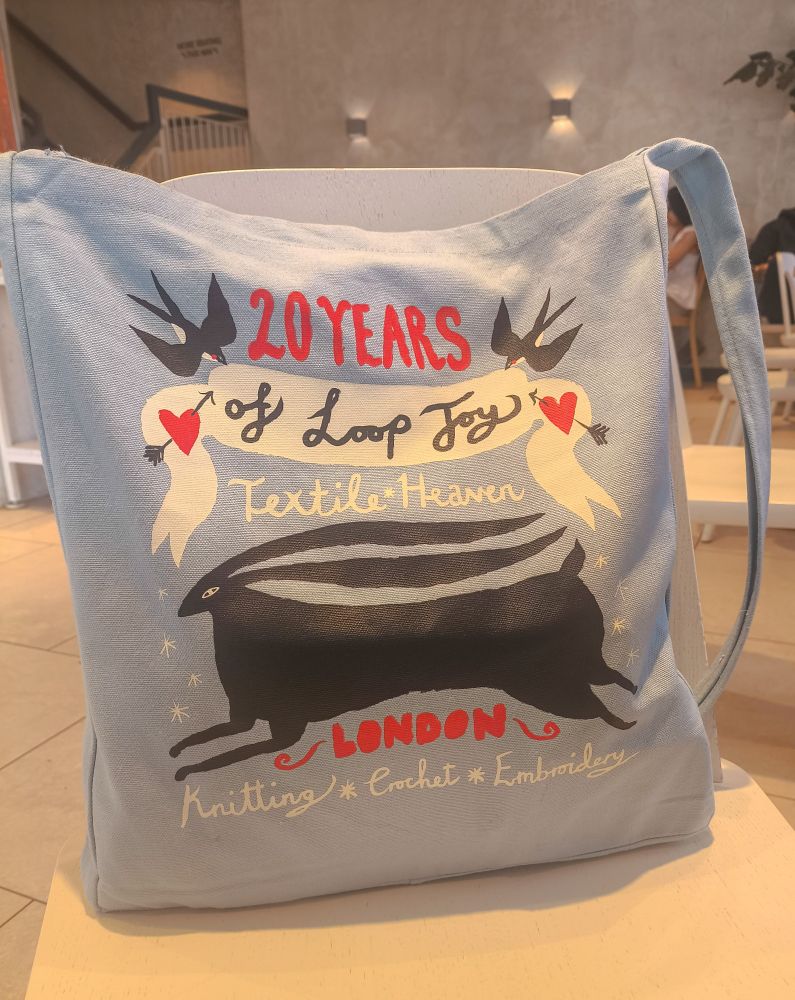 20 YEARS
of Loop Joy
Textile * Heaven
LONDON
Knitting * Crochet * Embroidery